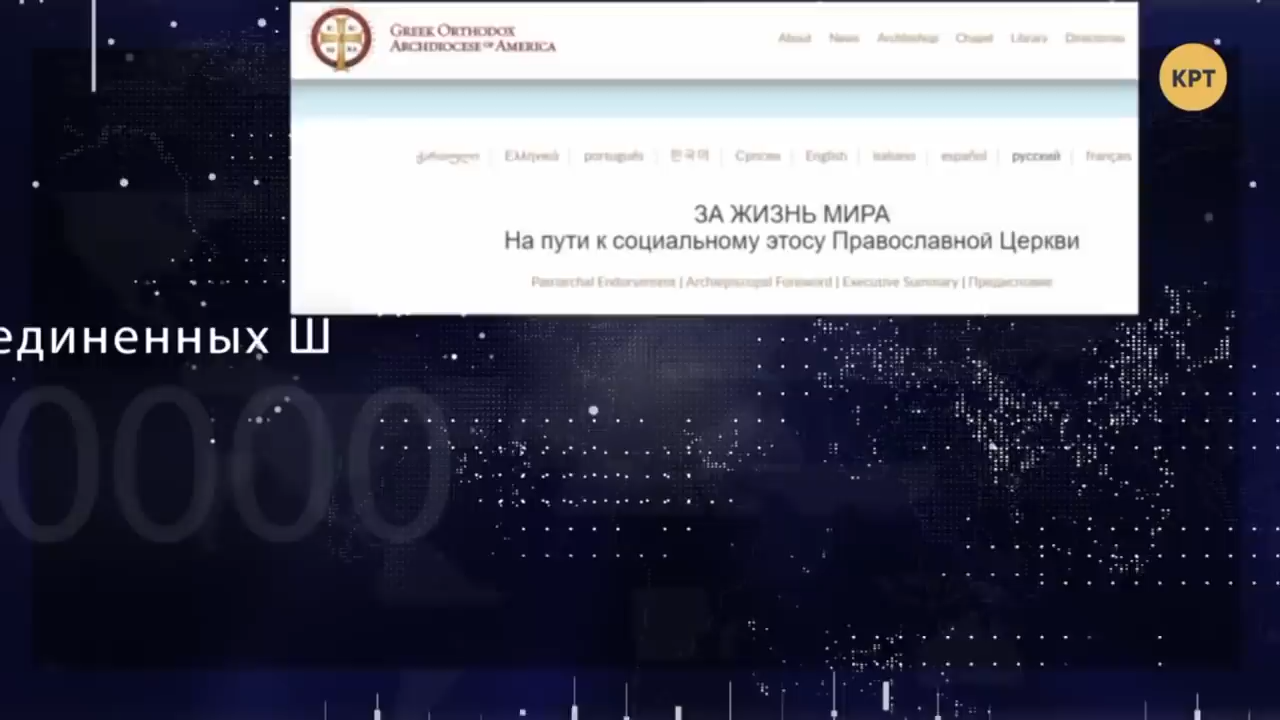 GREEK ORTHODOX
ARCHDIOCESE OF AMERICA
About News Archbishop Chapel Library Directories
КРТ
ქართული Ελληνικά português 한국어 Српски English italiano español русский français
ЗА ЖИЗНЬ МИРА
На пути к социальному этосу Православной Церкви
Patriarchal Endorsement | Archiepiscopal Foreword | Executive Summary | Предисловие
единенных Ш
0000